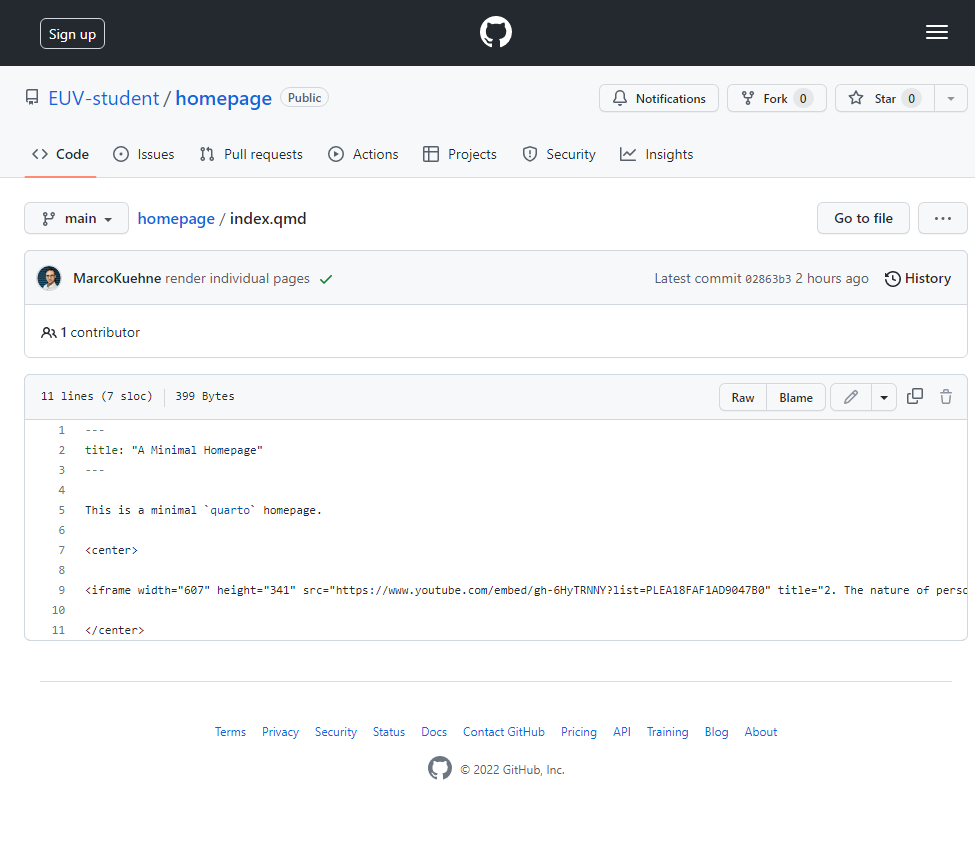 Sign up
EUV-student / homepage Public
Notifications Fork 0 Star 0
Code Issues Pull requests Actions Projects Security Insights
main homepage / index.qmd Go to file
MarcoKuehne render individual pages Latest commit 02863b3 2 hours ago History
1 contributor
11 lines (7 sloc) 399 Bytes Raw Blame
1 ---
2 title: "A Minimal Homepage"
3 ---
4
5 This is a minimal `quarto` homepage.
6
7 <center>
8
9 <iframe width="607" height="341" src="https://www.youtube.com/embed/gh-6HyTRNNY?list=PLEA18FAF1AD9047B0" title="2. The nature of perso
10
11 </center>
Terms Privacy Security Status Docs Contact GitHub Pricing API Training Blog About
© 2022 GitHub, Inc.